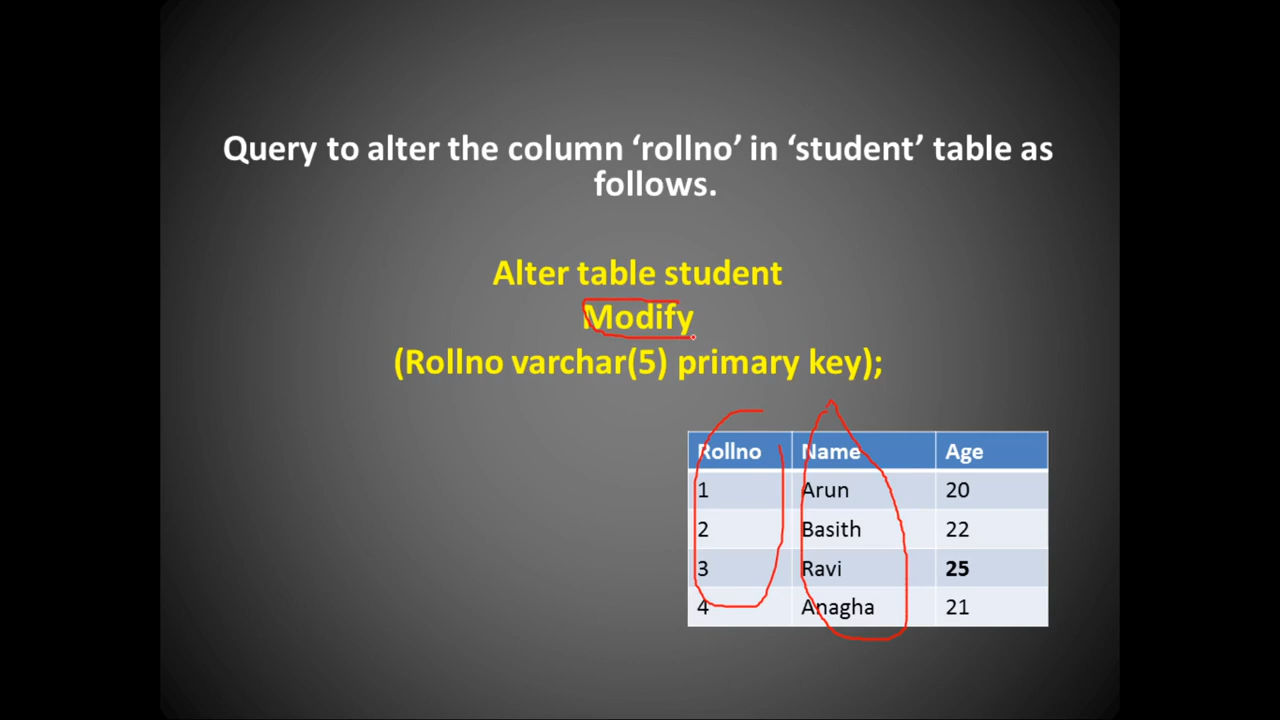 Query to alter the column ‘rollno’ in ‘student’ table as
follows.
Alter table student
Modify
(Rollno varchar(5) primary key);
Rollno Name Age
1 Arun 20
2 Basith 22
3 Ravi 25
4 Anagha 21